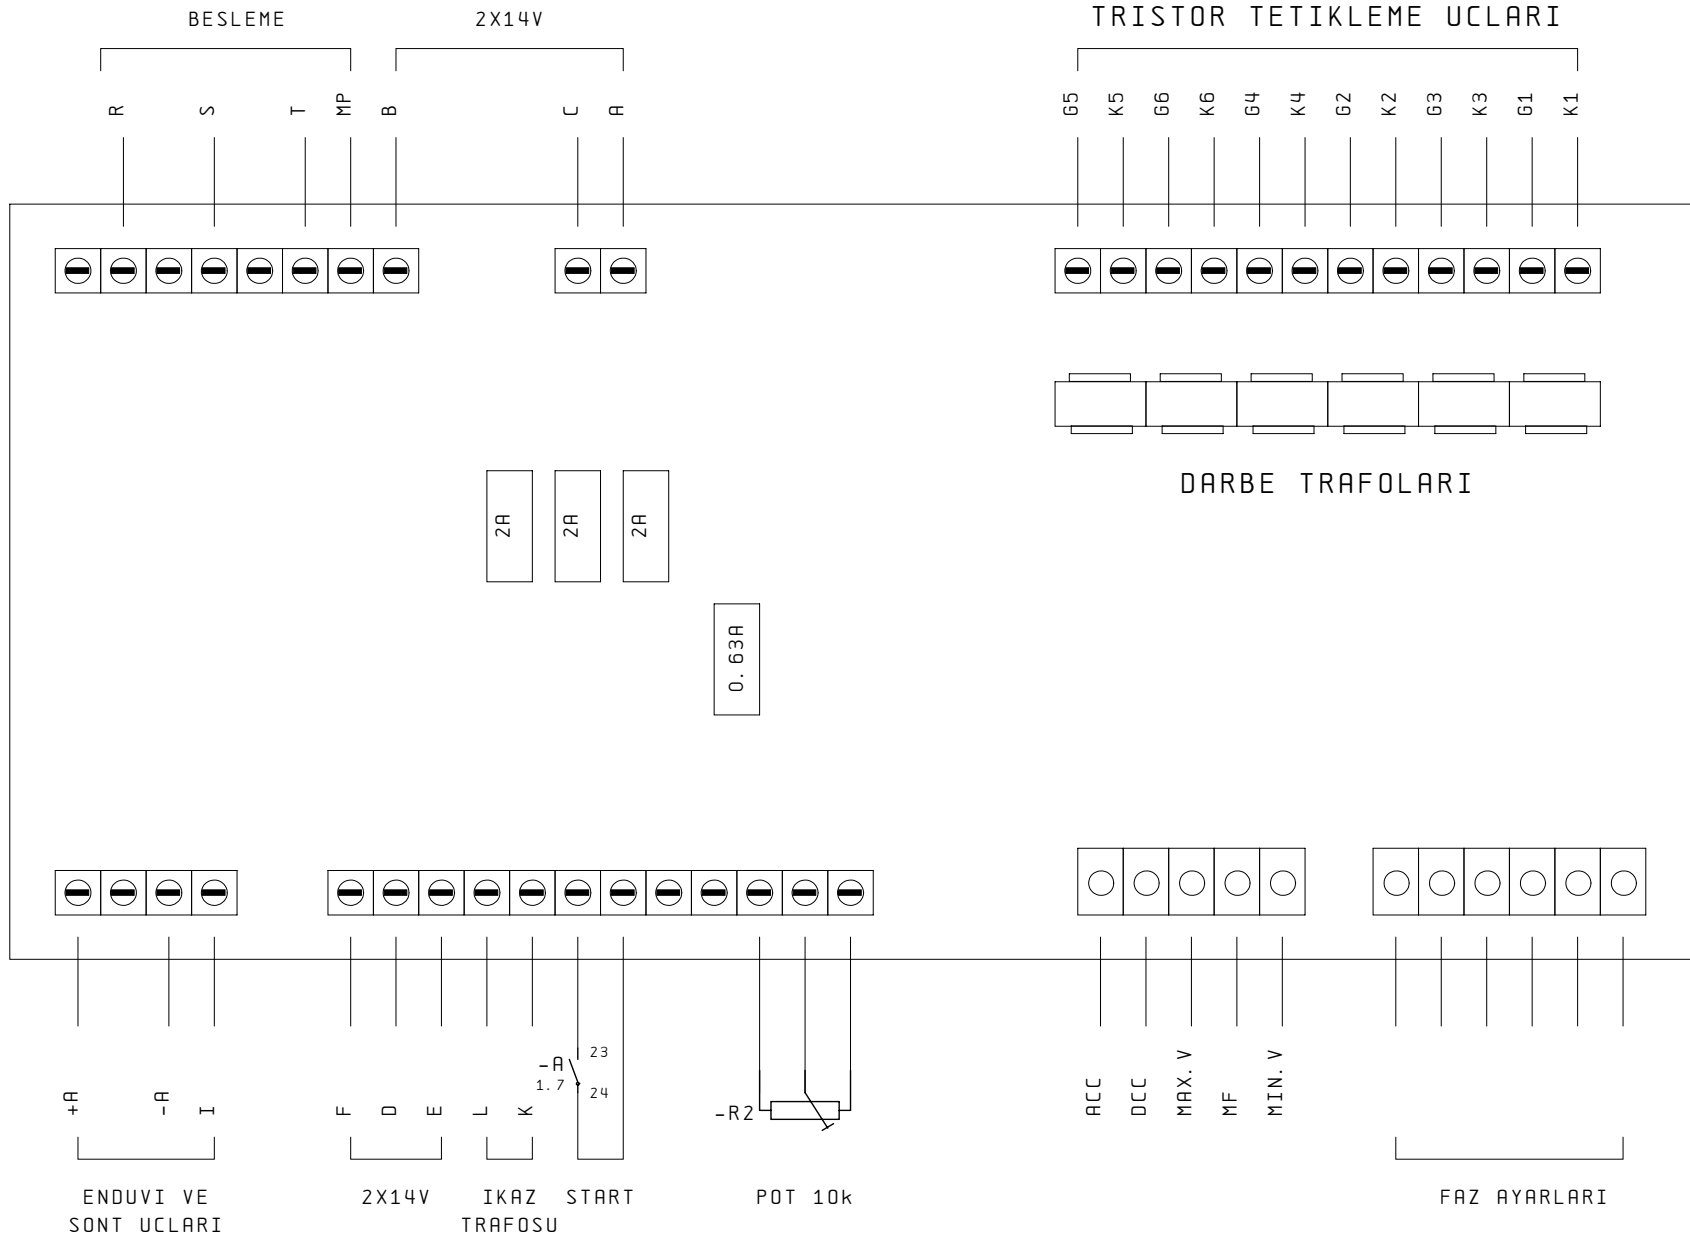 BESLEME
2X14V
TRISTOR TETIKLEME UCLARI
R
S
T
MP
B
C
A
G5
K5
G6
K6
G4
K4
G2
K2
G3
K3
G1
K1
DARBE TRAFOLARI
2A
2A
2A
0.63A
+A
-A
I
F
D
E
L
K
-A
1.7
23
24
-R2
ACC
DCC
MAX.V
MF
MIN.V
ENDUVI VE
SONT UCLARI
2X14V
IKAZ
TRAFOSU
START
POT 10k
FAZ AYARLARI